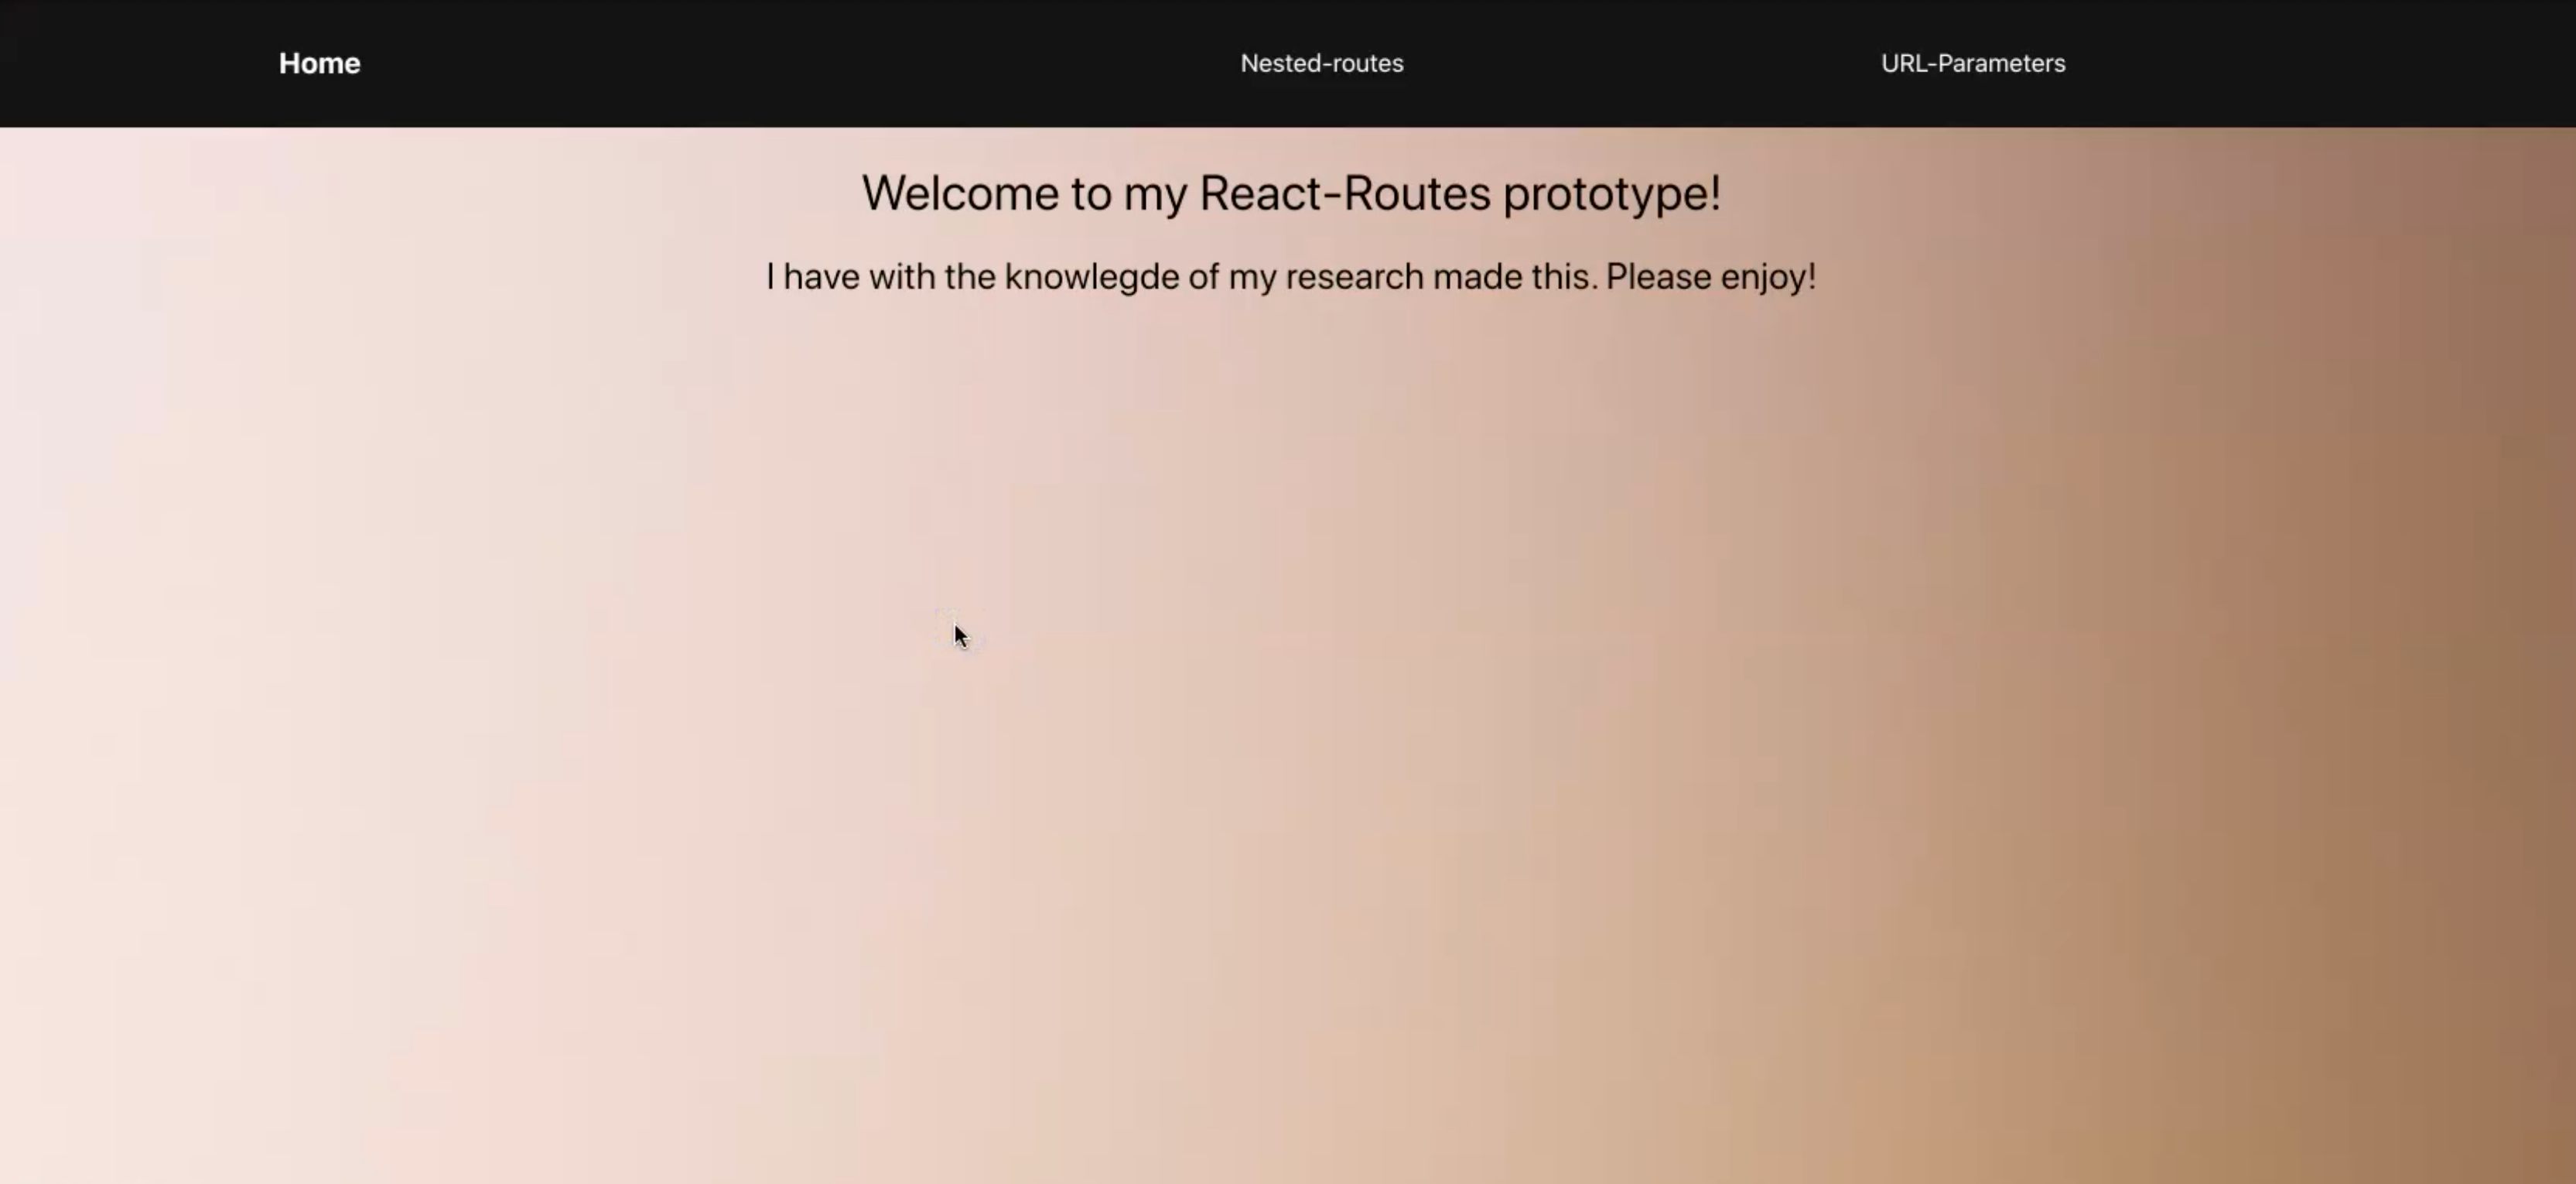 Home Nested-routes URL-Parameters
Welcome to my React-Routes prototype!
I have with the knowlegde of my research made this. Please enjoy!